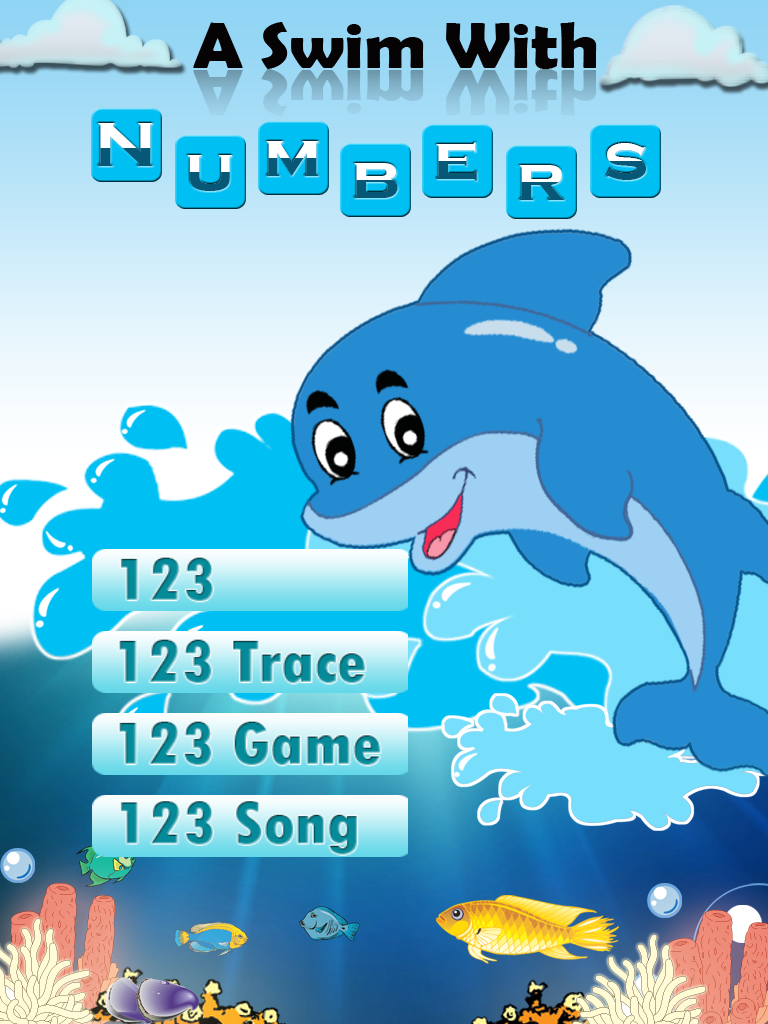 A Swim With
NUMBERS
123
123 Trace
123 Game
123 Song